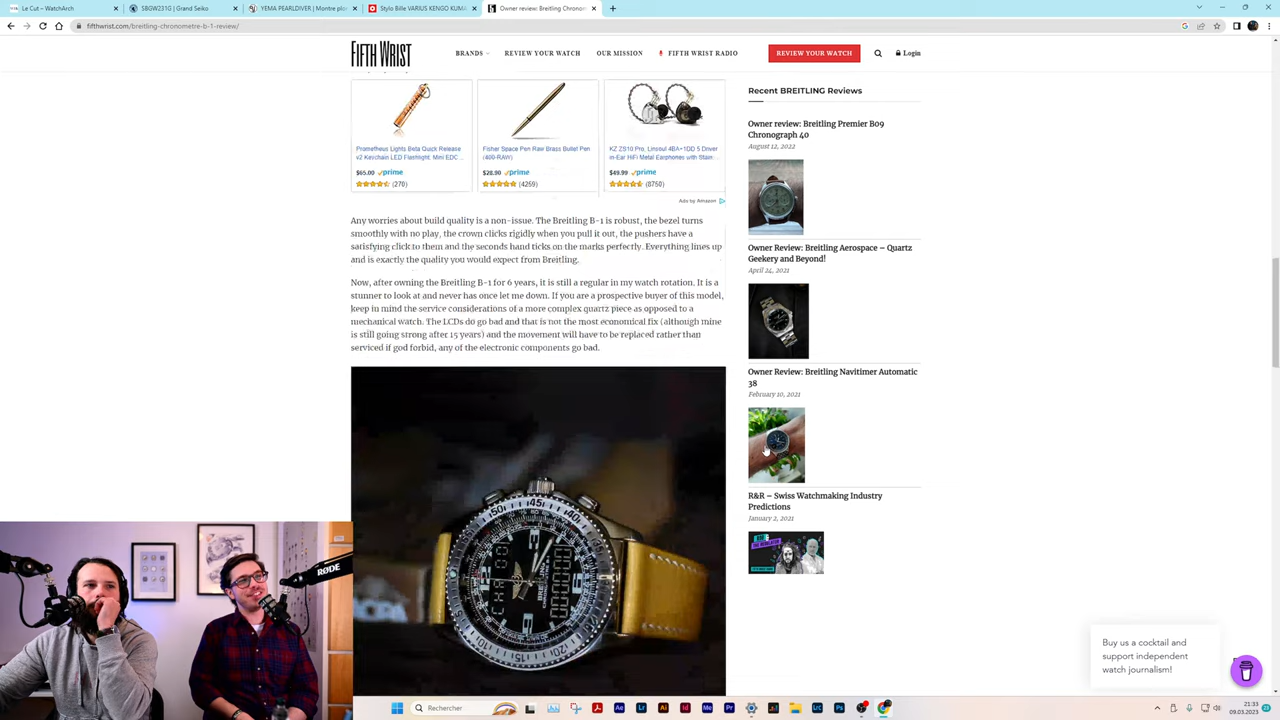 Le Cut – WatchArch
SBGW231G | Grand Seiko
YEMA PEARLDIVER | Montre plon
Stylo Bille VARIUS KENGO KUMA
Owner review: Breitling Chronom
fifthwrist.com/breitling-chronometre-b-1-review/
FIFTH WRIST
BRANDS
REVIEW YOUR WATCH
OUR MISSION
FIFTH WRIST RADIO
REVIEW YOUR WATCH
Login
Prometheus Lights Beta Quick Release
v2 Keychain LED Flashlight: Mini EDC...
$65.00 prime
(270)
Fisher Space Pen Raw Brass Bullet Pen
(400-RAW)
$28.90 prime
(4259)
KZ ZS10 Pro, Linsoul 4BA+1DD 5 Driver
in-Ear HiFi Metal Earphones with Stain...
$49.99 prime
(8750)
Ads by Amazon
Any worries about build quality is a non-issue. The Breitling B-1 is robust, the bezel turns
smoothly with no play, the crown clicks rigidly when you pull it out, the pushers have a
satisfying click to them and the seconds hand ticks on the marks perfectly. Everything lines up
and is exactly the quality you would expect from Breitling.
Now, after owning the Breitling B-1 for 6 years, it is still a regular in my watch rotation. It is a
stunner to look at and never has once let me down. If you are a prospective buyer of this model,
keep in mind the service considerations of a more complex quartz piece as opposed to a
mechanical watch. The LCDs do go bad and that is not the most economical fix (although mine
is still going strong after 15 years) and the movement will have to be replaced rather than
serviced if god forbid, any of the electronic components go bad.
Recent BREITLING Reviews
Owner review: Breitling Premier B09
Chronograph 40
August 12, 2022
Owner Review: Breitling Aerospace – Quartz
Geekery and Beyond!
April 24, 2021
Owner Review: Breitling Navitimer Automatic
38
February 10, 2021
R&R – Swiss Watchmaking Industry
Predictions
January 2, 2021
45
50
15
BREITLING
RØDE
Buy us a cocktail and
support independent
watch journalism!
Rechercher
21:33
09.03.2023